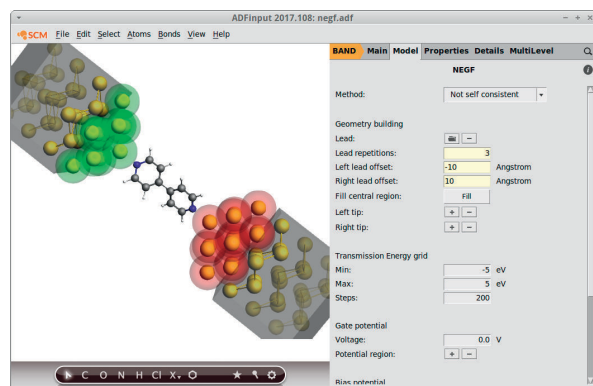 ADFinput 2017.108: negf.adf
SCM File Edit Select Atoms Bonds View Help
BAND Main Model Properties Details MultiLevel
NEGF
Method: Not self consistent
Geometry building
Lead:
Lead repetitions: 3
Left lead offset: -10 Angstrom
Right lead offset: 10 Angstrom
Fill central region: Fill
Left tip: + −
Right tip: + −
Transmission Energy grid
Min: -5 eV
Max: 5 eV
Steps: 200
Gate potential
Voltage: 0.0 V
Potential region: + −
Bias potential
C O N H Cl X.